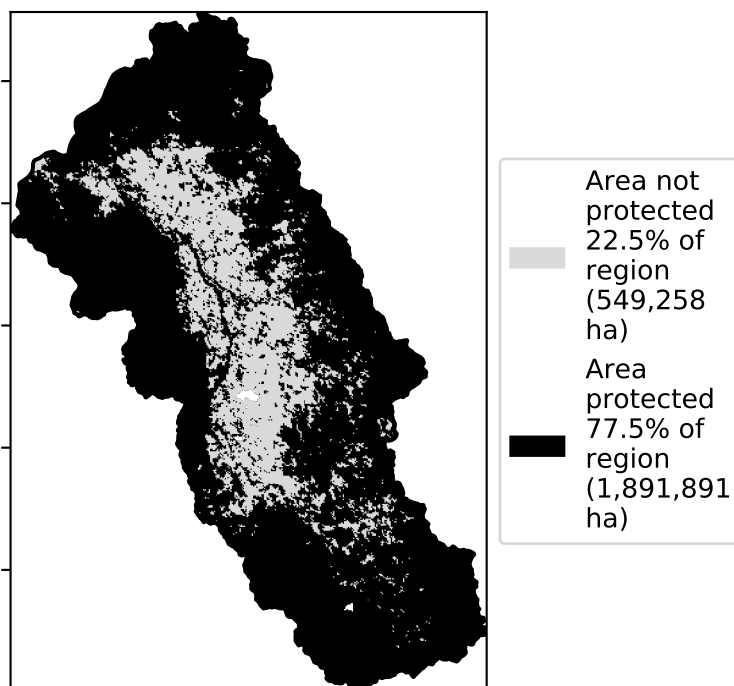 Area not
protected
22.5% of
region
(549,258
ha)
Area
protected
77.5% of
region
(1,891,891
ha)